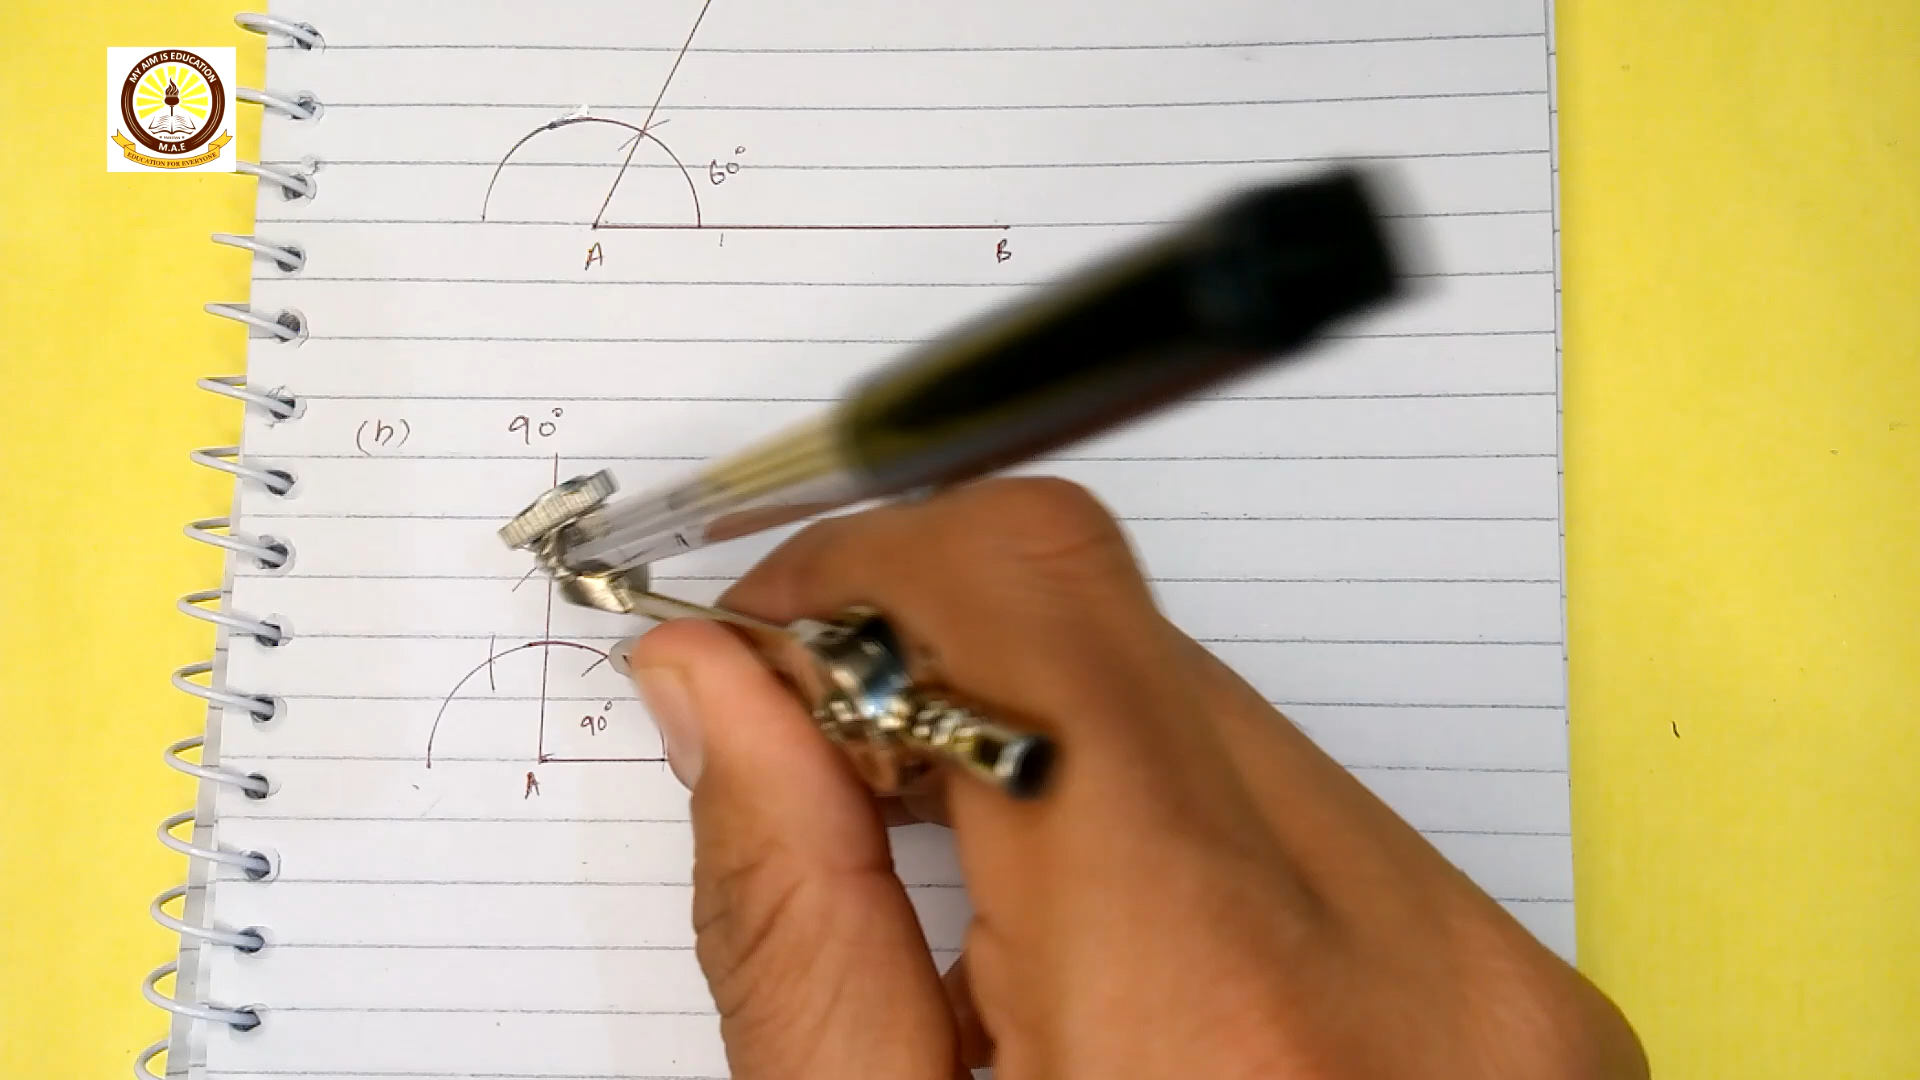 MY AIM IS EDUCATION
M.A.E
EDUCATION FOR EVERYONE
60°
A B
(b) 90°
90°
A